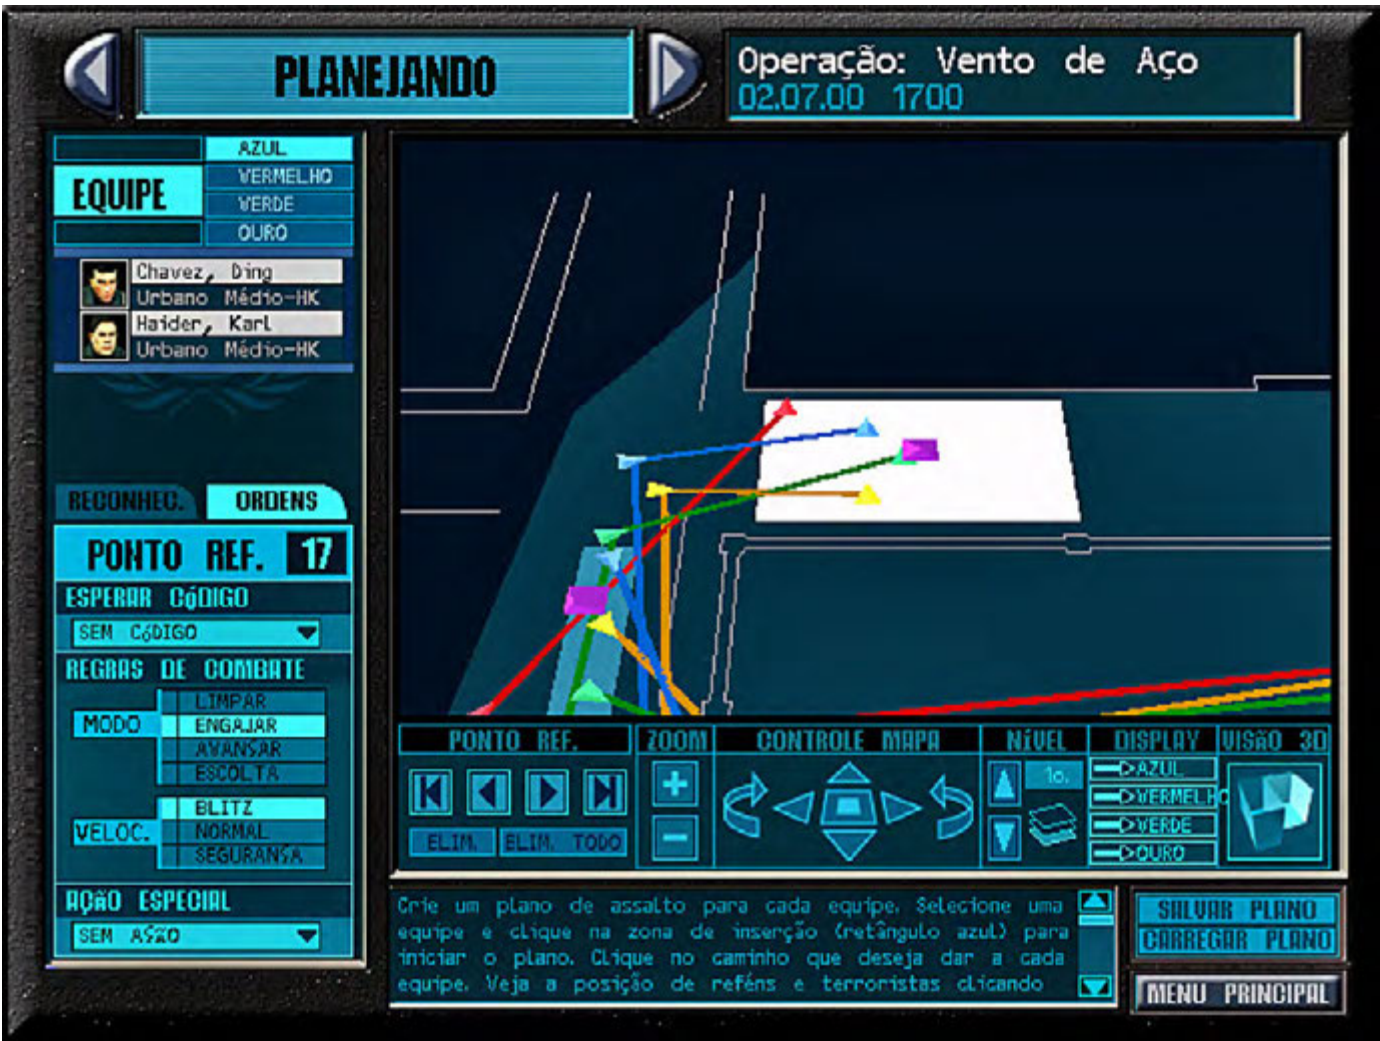 PLANEJANDO
Operação: Vento de Aço
02.07.00 1700
EQUIPE
AZUL
VERMELHO
VERDE
OURO
Chavez, Ding
Urbano Médio-HK
Haider, Karl
Urbano Médio-HK
RECONHEC.
ORDENS
PONTO REF. 17
ESPERAR CóDIGO
SEM CóDIGO
REGRAS DE COMBATE
MODO
LIMPAR
ENGAJAR
AVANSAR
ESCOLTA
VELOC.
BLITZ
NORMAL
SEGURANSA
AÇãO ESPECIAL
SEM ASÃO
PONTO REF.
ELIM.
ELIM. TODO
ZOOM
CONTROLE MAPA
NíVEL
1o.
DISPLAY
AZUL
VERMELHO
VERDE
OURO
VISãO 3D
Crie um plano de assalto para cada equipe. Selecione uma
equipe e clique na zona de inserção (retângulo azul) para
iniciar o plano. Clique no caminho que deseja dar a cada
equipe. Veja a posição de reféns e terroristas clicando
SALVAR PLANO
CARREGAR PLANO
MENU PRINCIPAL